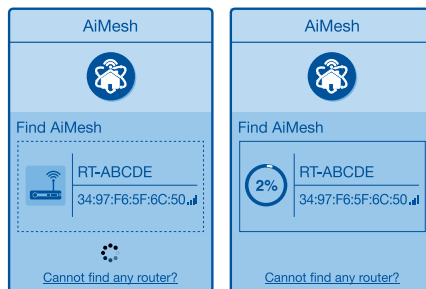 AiMesh
Find AiMesh
RT-ABCDE
34:97:F6:5F:6C:50
Cannot find any router?
AiMesh
Find AiMesh
2%
RT-ABCDE
34:97:F6:5F:6C:50
Cannot find any router?